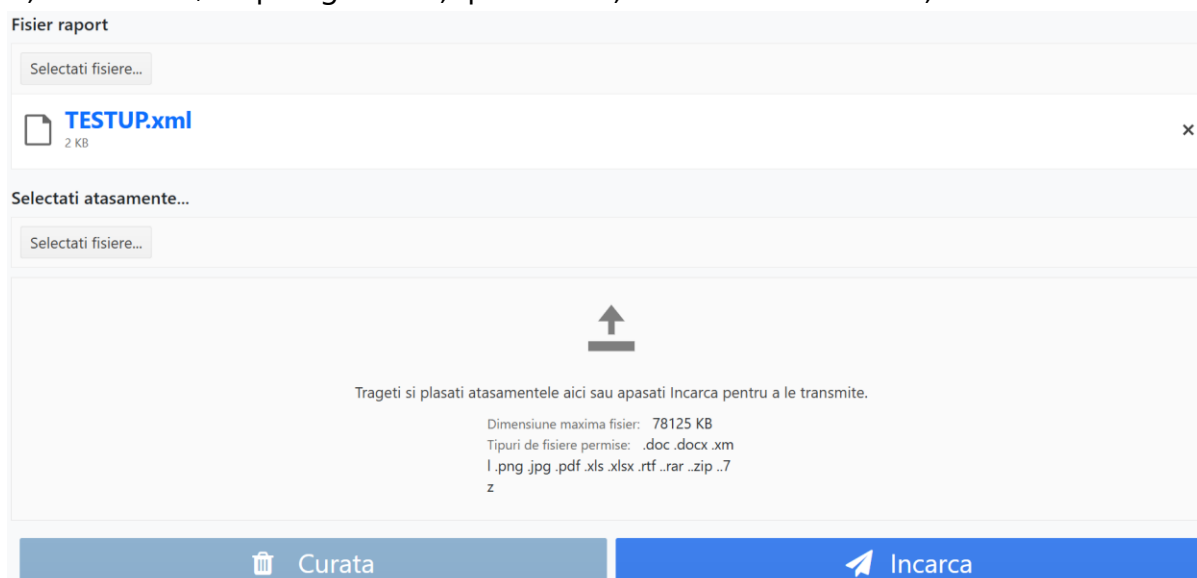 Fisier raport
Selectati fisiere...
TESTUP.xml
2 KB
Selectati atasamente...
Selectati fisiere...
Trageti si plasati atasamentele aici sau apasati Incarca pentru a le transmite.
Dimensiune maxima fisier: 78125 KB
Tipuri de fisiere permise: .doc .docx .xm
l .png .jpg .pdf .xls .xlsx .rtf ..rar ..zip ..7
z
Curata
Incarca